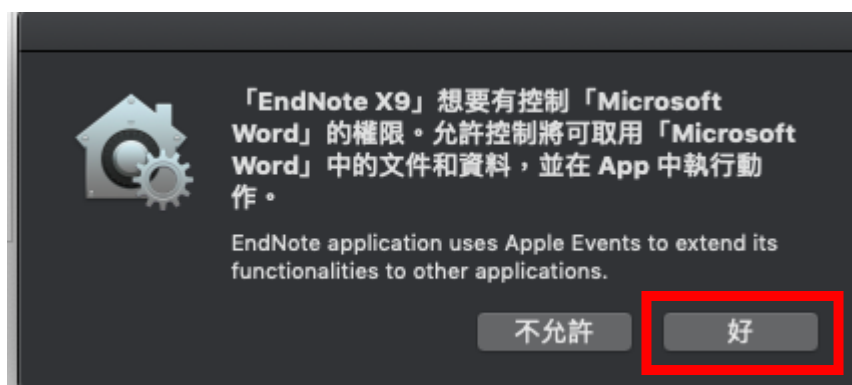 「EndNote X9」想要有控制「Microsoft
Word」的權限。允許控制將可取用「Microsoft
Word」中的文件和資料，並在 App 中執行動
作。
EndNote application uses Apple Events to extend its
functionalities to other applications.
不允許
好